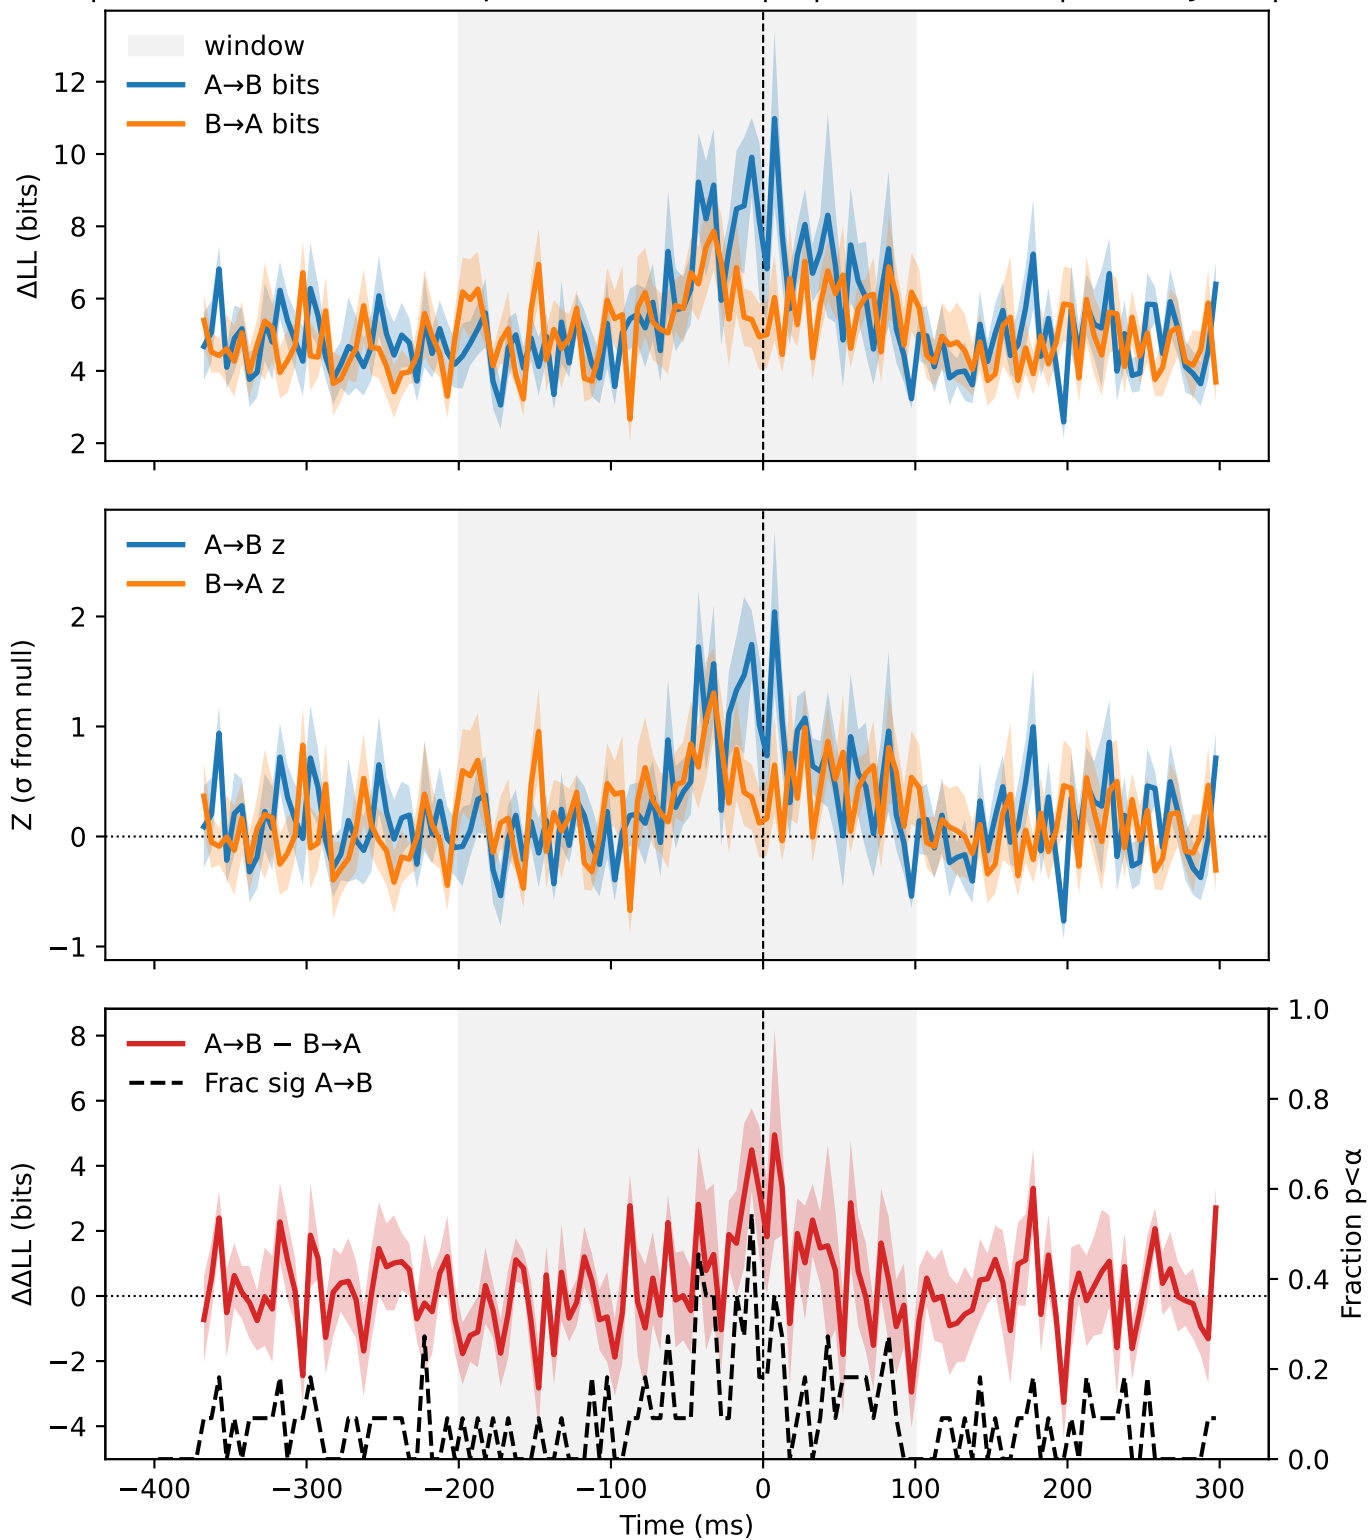 window
A→B bits
B→A bits
12
10
8
6
4
2
ΔLL (bits)
A→B z
B→A z
2
1
0
−1
Z (σ from null)
A→B − B→A
Frac sig A→B
8
6
4
2
0
−2
−4
ΔΔLL (bits)
1.0
0.8
0.6
0.4
0.2
0.0
Fraction p<α
−400
−300
−200
−100
0
100
200
300
Time (ms)